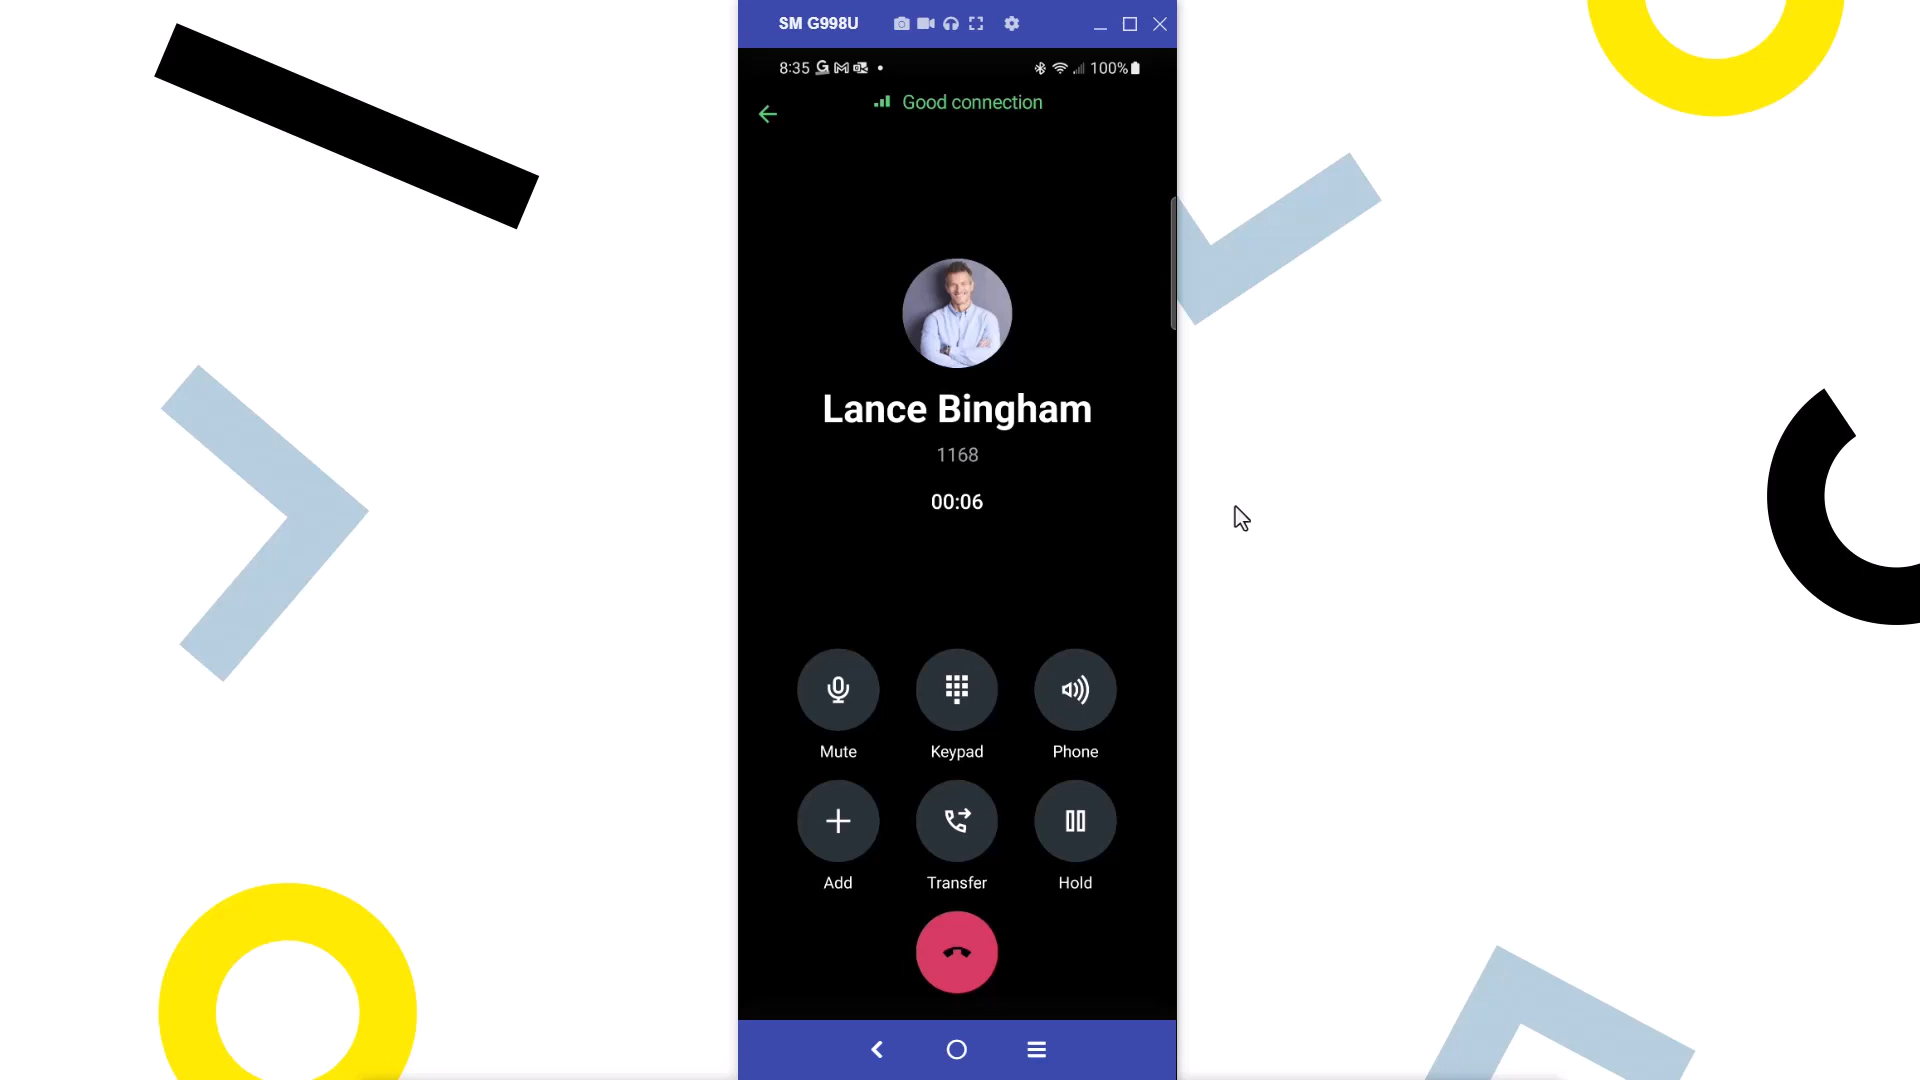 SM G998U
8:35 100%
Good connection
Lance Bingham
1168
00:06
Mute Keypad Phone
Add Transfer Hold